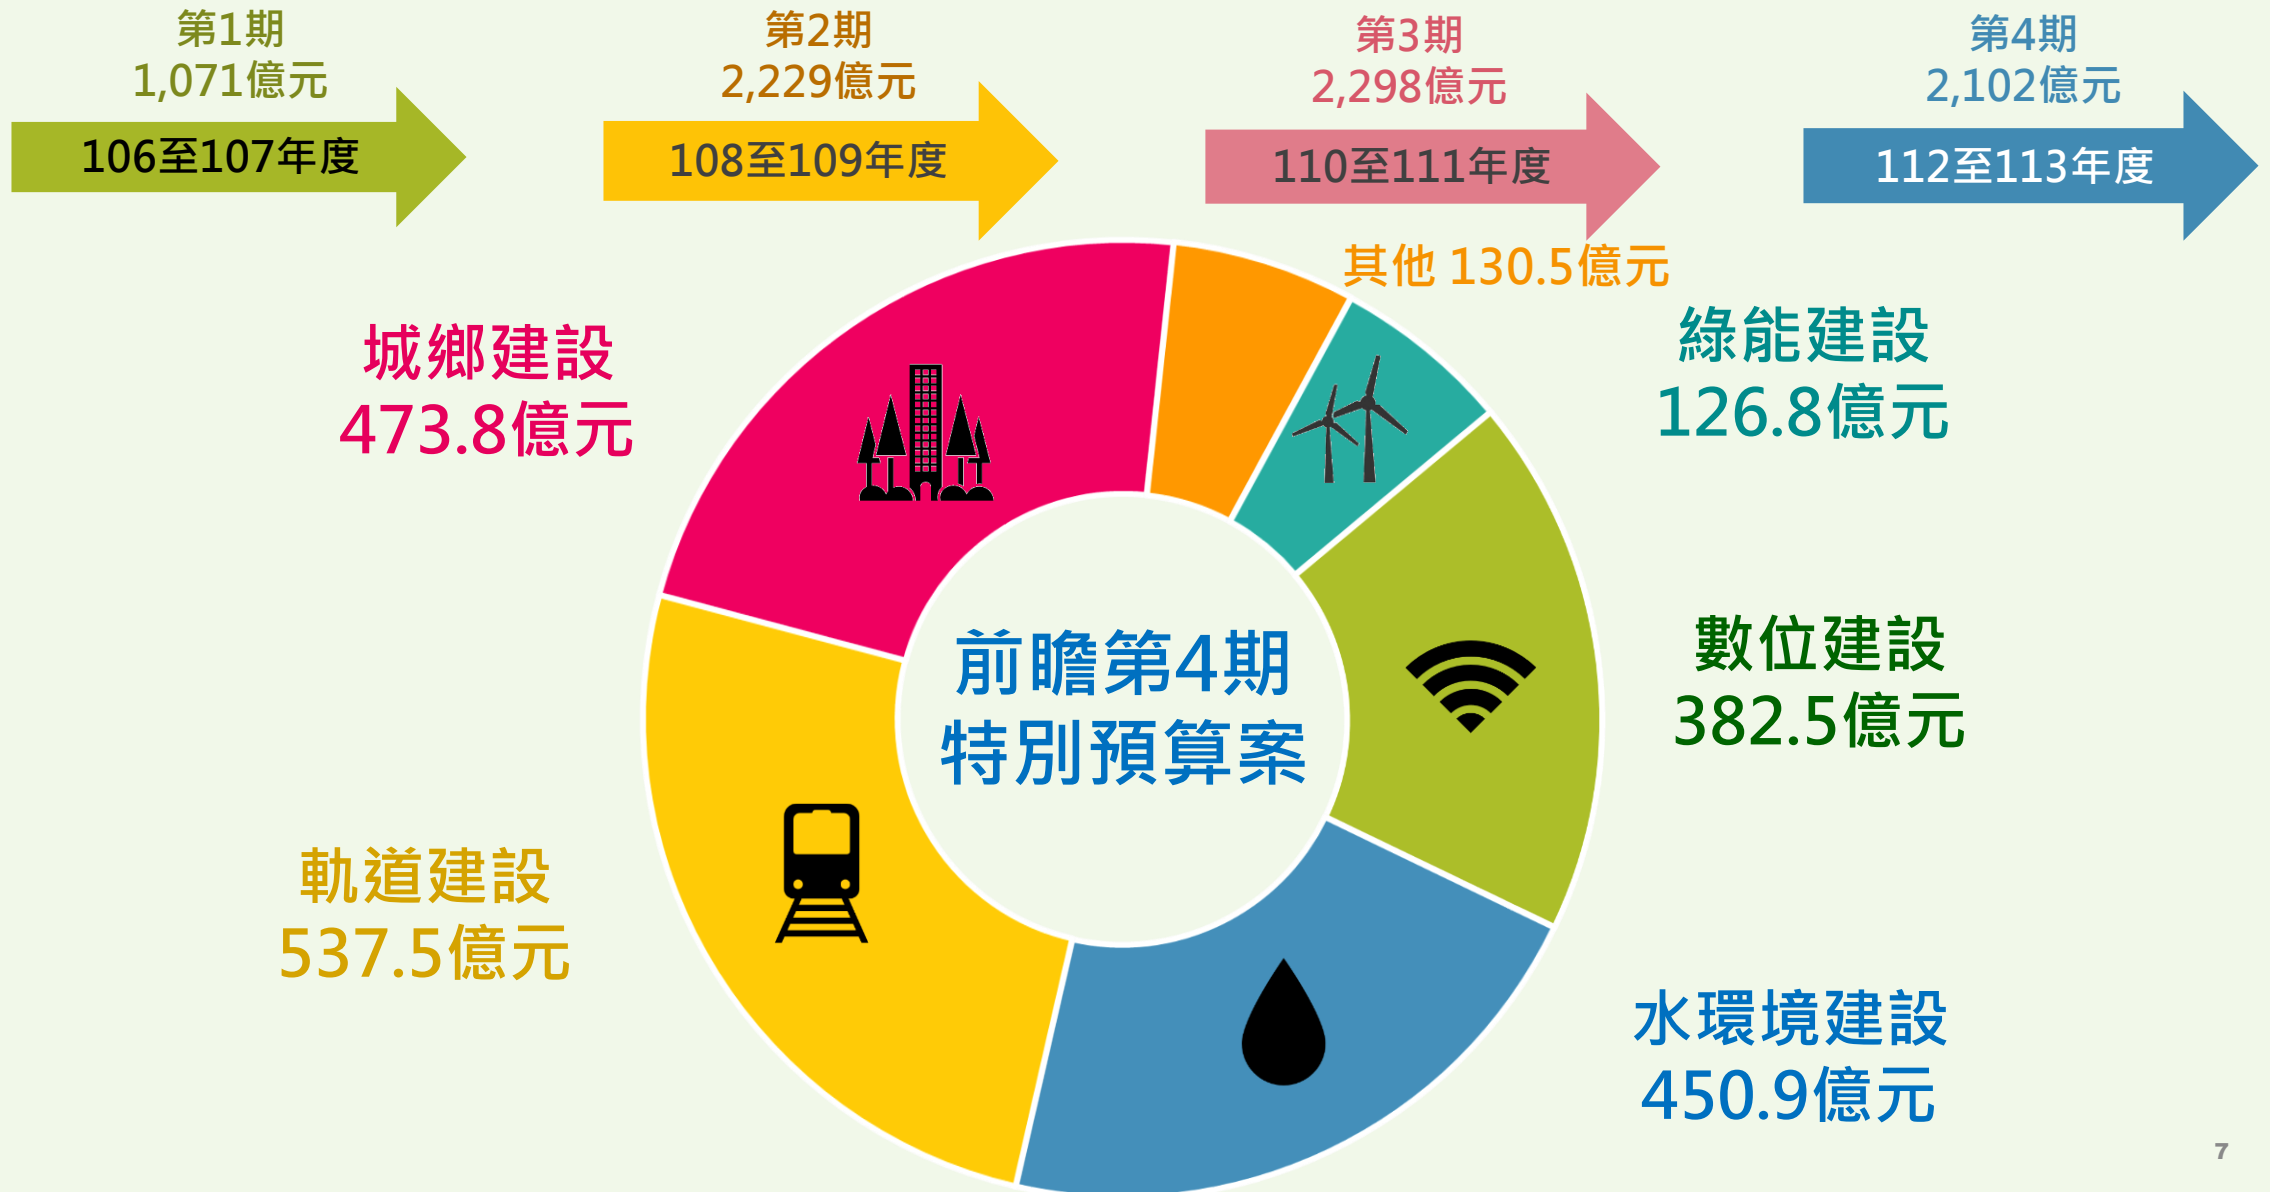 第1期
1,071億元
106至107年度
第2期
2,229億元
108至109年度
第3期
2,298億元
110至111年度
第4期
2,102億元
112至113年度
其他 130.5億元
綠能建設
126.8億元
城鄉建設
473.8億元
前瞻第4期
特別預算案
數位建設
382.5億元
軌道建設
537.5億元
水環境建設
450.9億元
7